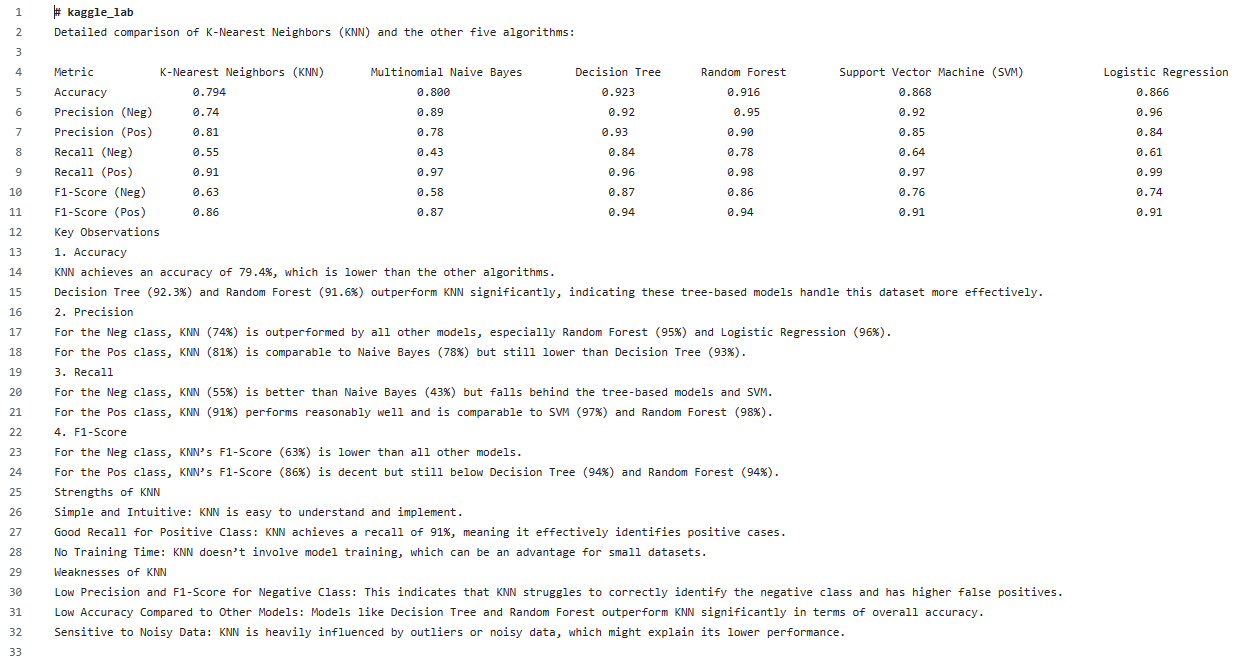 1 # kaggle_lab
2 Detailed comparison of K-Nearest Neighbors (KNN) and the other five algorithms:
3
4 Metric K-Nearest Neighbors (KNN) Multinomial Naive Bayes Decision Tree Random Forest Support Vector Machine (SVM) Logistic Regression
5 Accuracy 0.794 0.800 0.923 0.916 0.868 0.866
6 Precision (Neg) 0.74 0.89 0.92 0.95 0.92 0.96
7 Precision (Pos) 0.81 0.78 0.93 0.90 0.85 0.84
8 Recall (Neg) 0.55 0.43 0.84 0.78 0.64 0.61
9 Recall (Pos) 0.91 0.97 0.96 0.98 0.97 0.99
10 F1-Score (Neg) 0.63 0.58 0.87 0.86 0.76 0.74
11 F1-Score (Pos) 0.86 0.87 0.94 0.94 0.91 0.91
12 Key Observations
13 1. Accuracy
14 KNN achieves an accuracy of 79.4%, which is lower than the other algorithms.
15 Decision Tree (92.3%) and Random Forest (91.6%) outperform KNN significantly, indicating these tree-based models handle this dataset more effectively.
16 2. Precision
17 For the Neg class, KNN (74%) is outperformed by all other models, especially Random Forest (95%) and Logistic Regression (96%).
18 For the Pos class, KNN (81%) is comparable to Naive Bayes (78%) but still lower than Decision Tree (93%).
19 3. Recall
20 For the Neg class, KNN (55%) is better than Naive Bayes (43%) but falls behind the tree-based models and SVM.
21 For the Pos class, KNN (91%) performs reasonably well and is comparable to SVM (97%) and Random Forest (98%).
22 4. F1-Score
23 For the Neg class, KNN’s F1-Score (63%) is lower than all other models.
24 For the Pos class, KNN’s F1-Score (86%) is decent but still below Decision Tree (94%) and Random Forest (94%).
25 Strengths of KNN
26 Simple and Intuitive: KNN is easy to understand and implement.
27 Good Recall for Positive Class: KNN achieves a recall of 91%, meaning it effectively identifies positive cases.
28 No Training Time: KNN doesn’t involve model training, which can be an advantage for small datasets.
29 Weaknesses of KNN
30 Low Precision and F1-Score for Negative Class: This indicates that KNN struggles to correctly identify the negative class and has higher false positives.
31 Low Accuracy Compared to Other Models: Models like Decision Tree and Random Forest outperform KNN significantly in terms of overall accuracy.
32 Sensitive to Noisy Data: KNN is heavily influenced by outliers or noisy data, which might explain its lower performance.
33